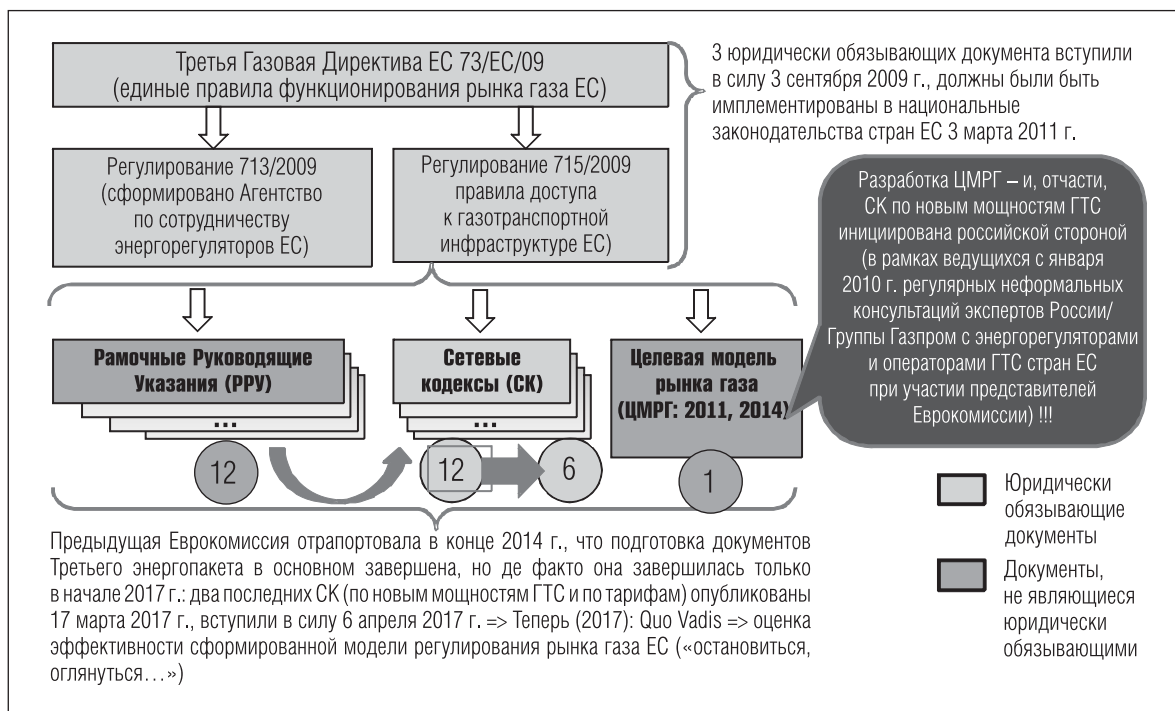 Третья Газовая Директива ЕС 73/ЕС/09
(единые правила функционирования рынка газа ЕС)
3 юридически обязывающих документа вступили
в силу 3 сентября 2009 г., должны были быть
имплементированы в национальные
законодательства стран ЕС 3 марта 2011 г.
Регулирование 713/2009
(сформировано Агентство
по сотрудничеству
энергорегуляторов ЕС)
Регулирование 715/2009
правила доступа
к газотранспортной
инфраструктуре ЕС)
Разработка ЦМРГ – и, отчасти,
СК по новым мощностям ГТС
инициирована российской стороной
(в рамках ведущихся с января
2010 г. регулярных неформальных
консультаций экспертов России/
Группы Газпром с энергорегуляторами
и операторами ГТС стран ЕС
при участии представителей
Еврокомиссии) !!!
Рамочные Руководящие
Указания (РРУ)
...
12
Сетевые
кодексы (СК)
...
12
6
Целевая модель
рынка газа
(ЦМРГ: 2011, 2014)
1
Юридически
обязывающие
документы
Документы,
не являющиеся
юридически
обязывающими
Предыдущая Еврокомиссия отрапортовала в конце 2014 г., что подготовка документов
Третьего энергопакета в основном завершена, но де факто она завершилась только
в начале 2017 г.: два последних СК (по новым мощностям ГТС и по тарифам) опубликованы
17 марта 2017 г., вступили в силу 6 апреля 2017 г. => Теперь (2017): Quo Vadis => оценка
эффективности сформированной модели регулирования рынка газа ЕС («остановиться,
оглянуться…»)